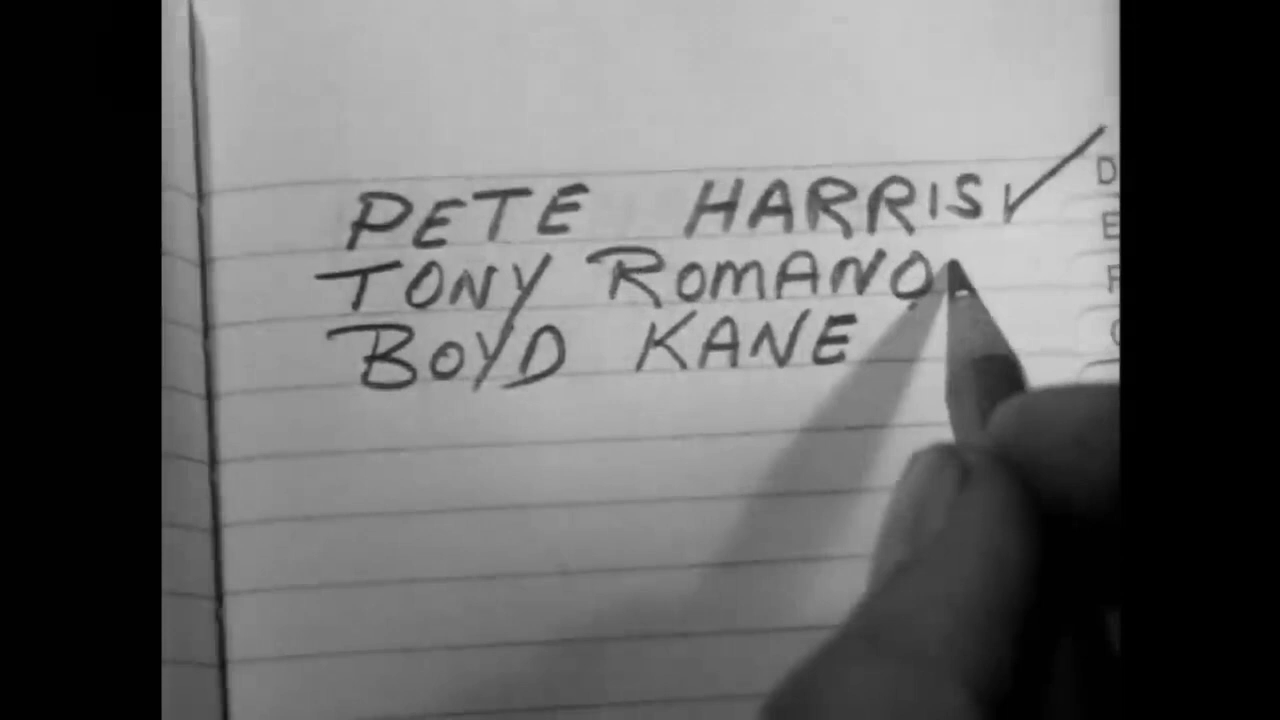 PETE HARRIS ✓
TONY ROMANO
BOYD KANE
D
E
F
G